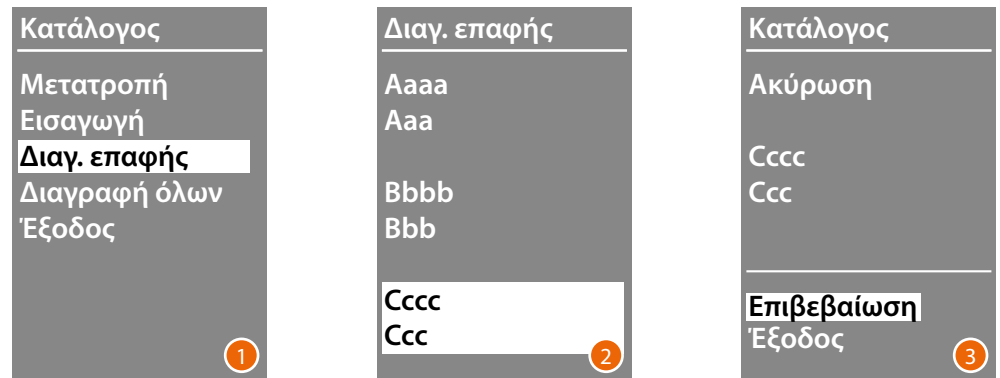 Κατάλογος
Μετατροπή
Εισαγωγή
Διαγ. επαφής
Διαγραφή όλων
Έξοδος
1
Διαγ. επαφής
Aaaa
Aaa
Bbbb
Bbb
Cccc
Ccc
2
Κατάλογος
Ακύρωση
Cccc
Ccc
Επιβεβαίωση
Έξοδος
3